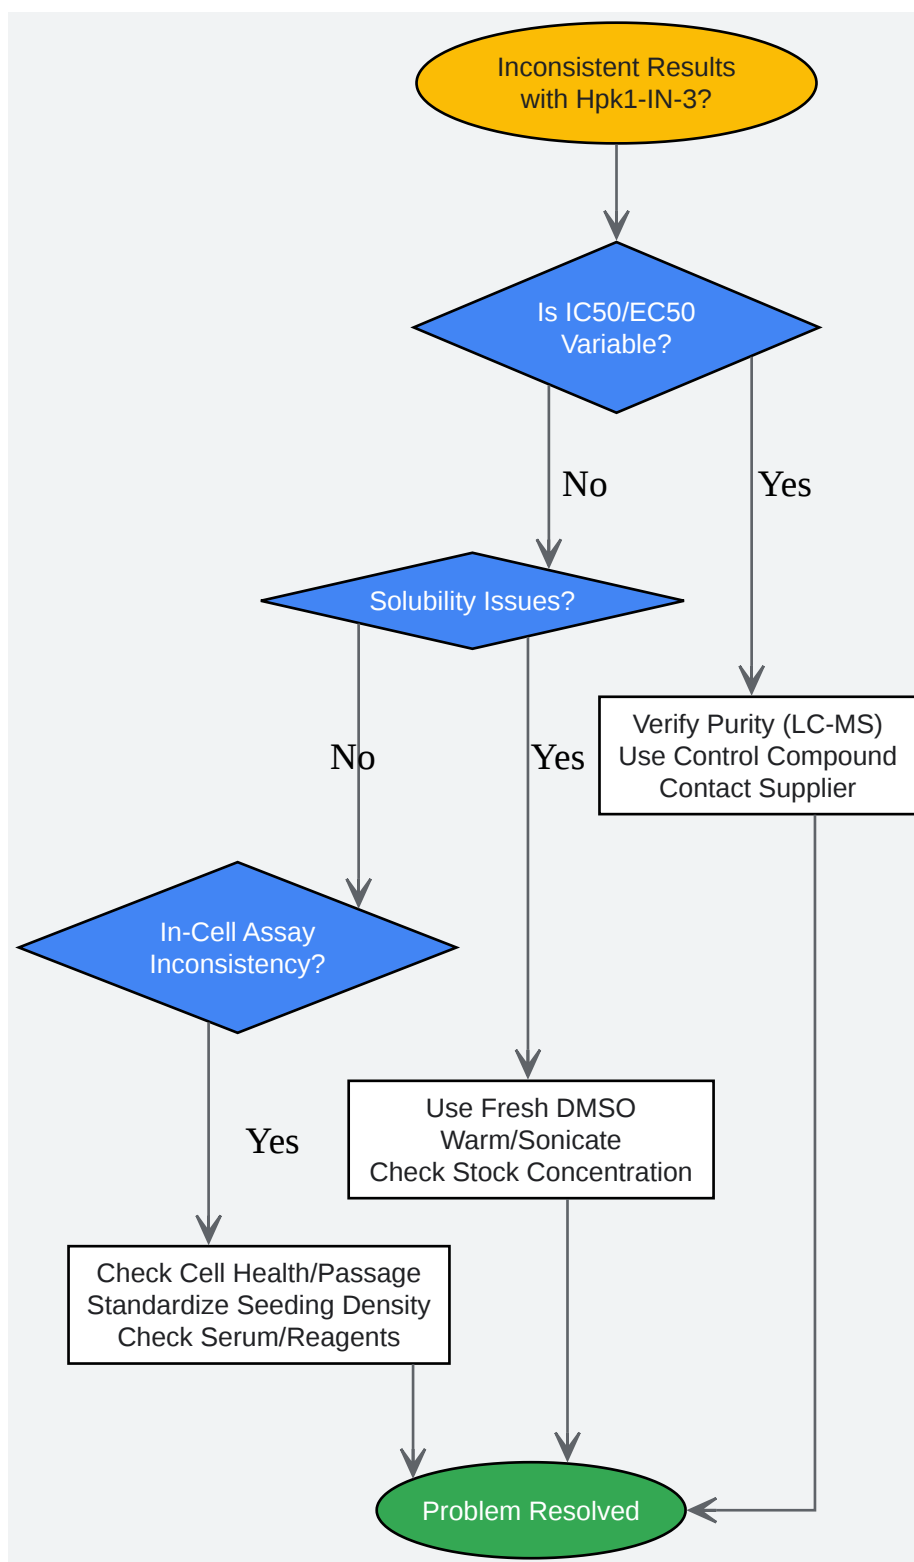 Inconsistent Results
with Hpk1-IN-3?
Is IC50/EC50
Variable?
No
Yes
Solubility Issues?
Verify Purity (LC-MS)
Use Control Compound
Contact Supplier
No
Yes
In-Cell Assay
Inconsistency?
Use Fresh DMSO
Warm/Sonicate
Check Stock Concentration
Yes
Check Cell Health/Passage
Standardize Seeding Density
Check Serum/Reagents
Problem Resolved